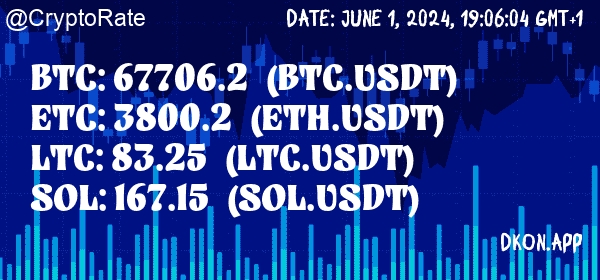 @CryptoRate
DATE: JUNE 1, 2024, 19:06:04 GMT+1
BTC: 67706.2 (BTC.USDT)
ETC: 3800.2 (ETH.USDT)
LTC: 83.25 (LTC.USDT)
SOL: 167.15 (SOL.USDT)
DKON.APP